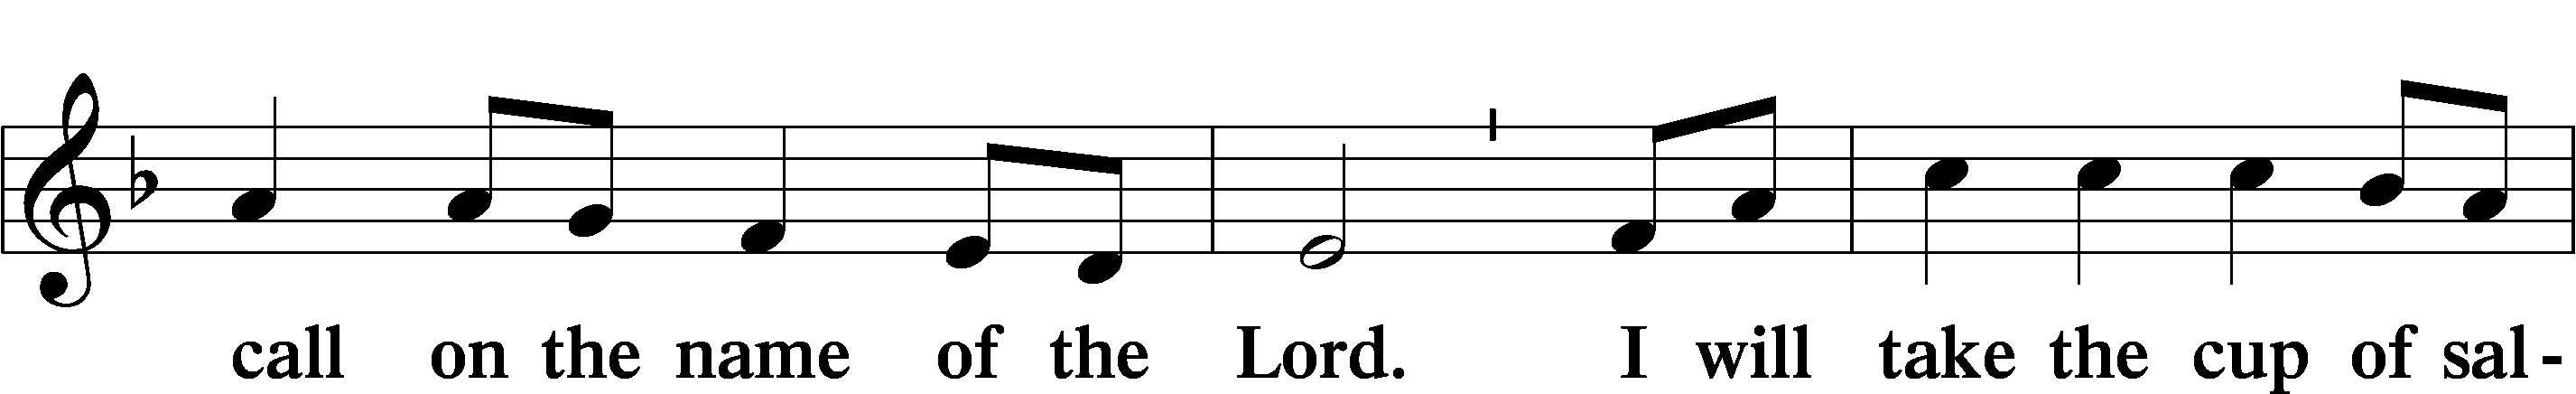 call on the name of the Lord. I will take the cup of sal-